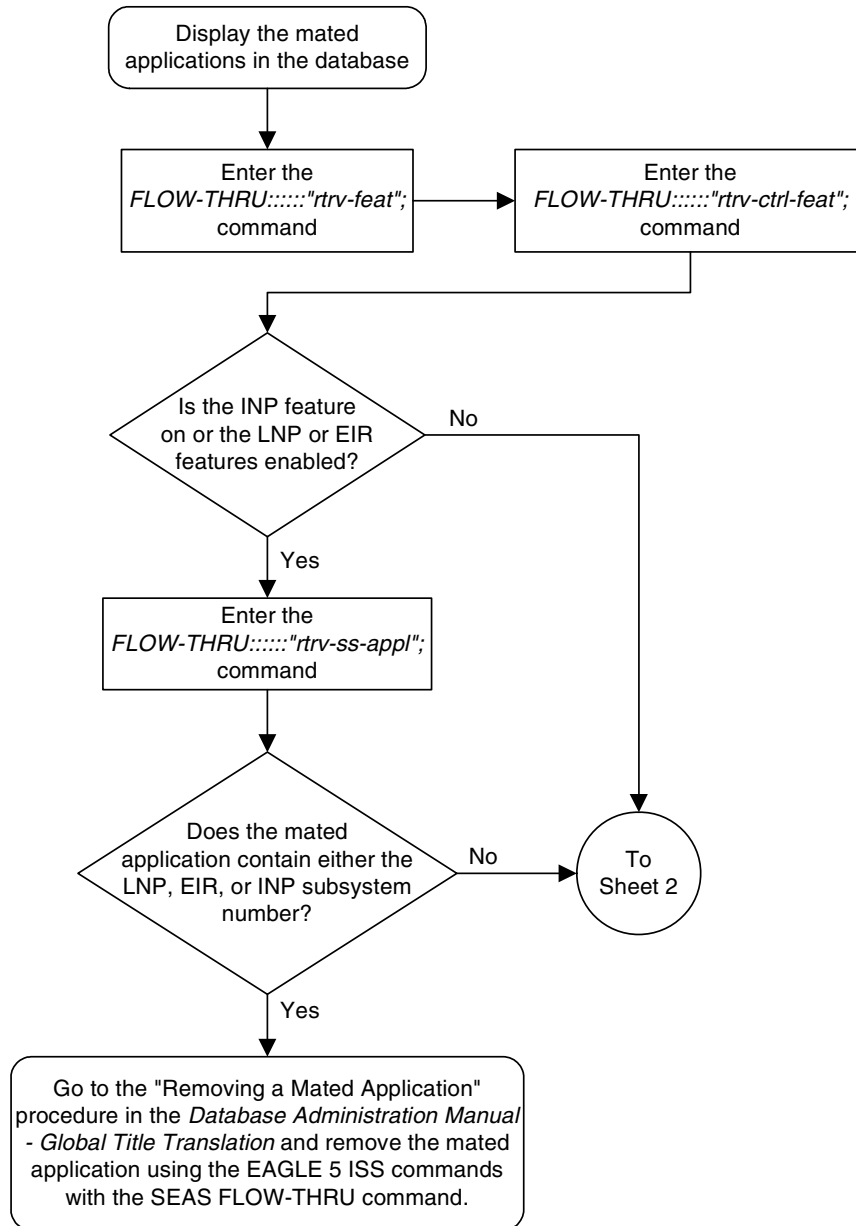 Display the mated
applications in the database
Enter the
FLOW-THRU::::::"rtrv-feat";
command
Enter the
FLOW-THRU::::::"rtrv-ctrl-feat";
command
Is the INP feature
on or the LNP or EIR
features enabled?
No
Yes
Enter the
FLOW-THRU::::::"rtrv-ss-appl";
command
Does the mated
application contain either the
LNP, EIR, or INP subsystem
number?
No
To
Sheet 2
Yes
Go to the "Removing a Mated Application"
procedure in the Database Administration Manual
- Global Title Translation and remove the mated
application using the EAGLE 5 ISS commands
with the SEAS FLOW-THRU command.